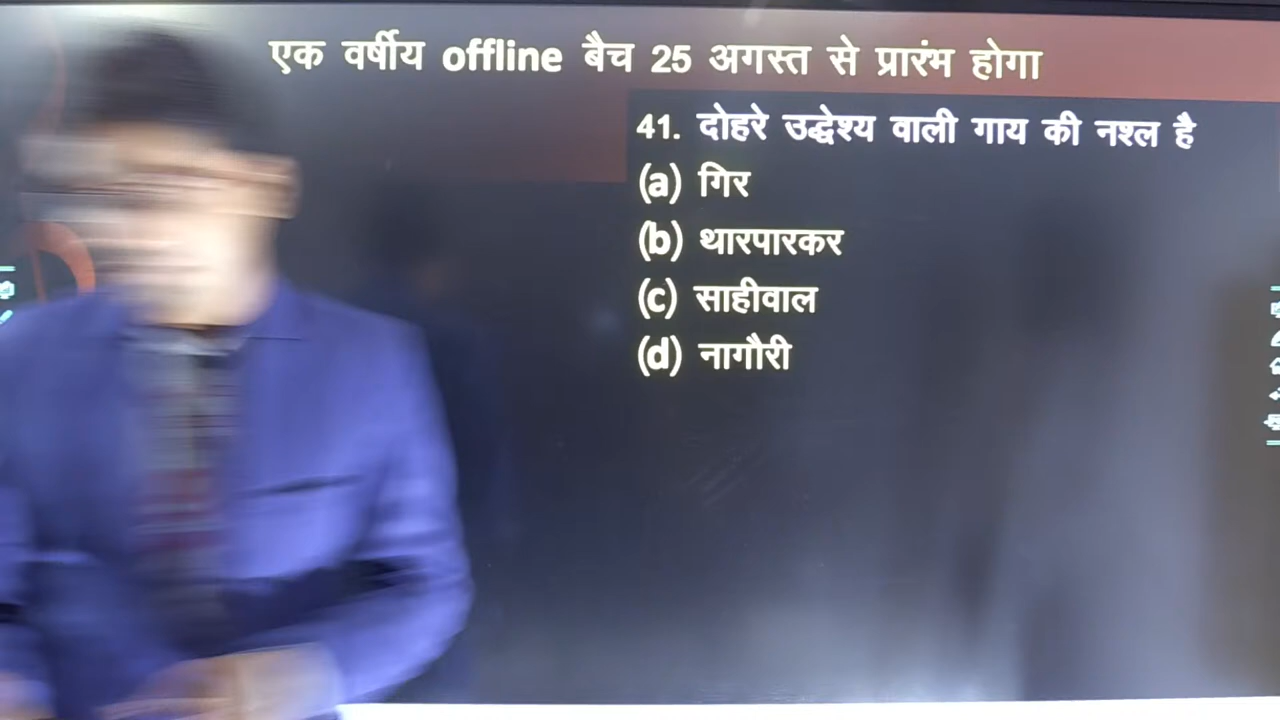 एक वर्षीय offline बैच 25 अगस्त से प्रारंभ होगा
41. दोहरे उद्धेश्य वाली गाय की नश्ल है
(a) गिर
(b) थारपारकर
(c) साहीवाल
(d) नागौरी